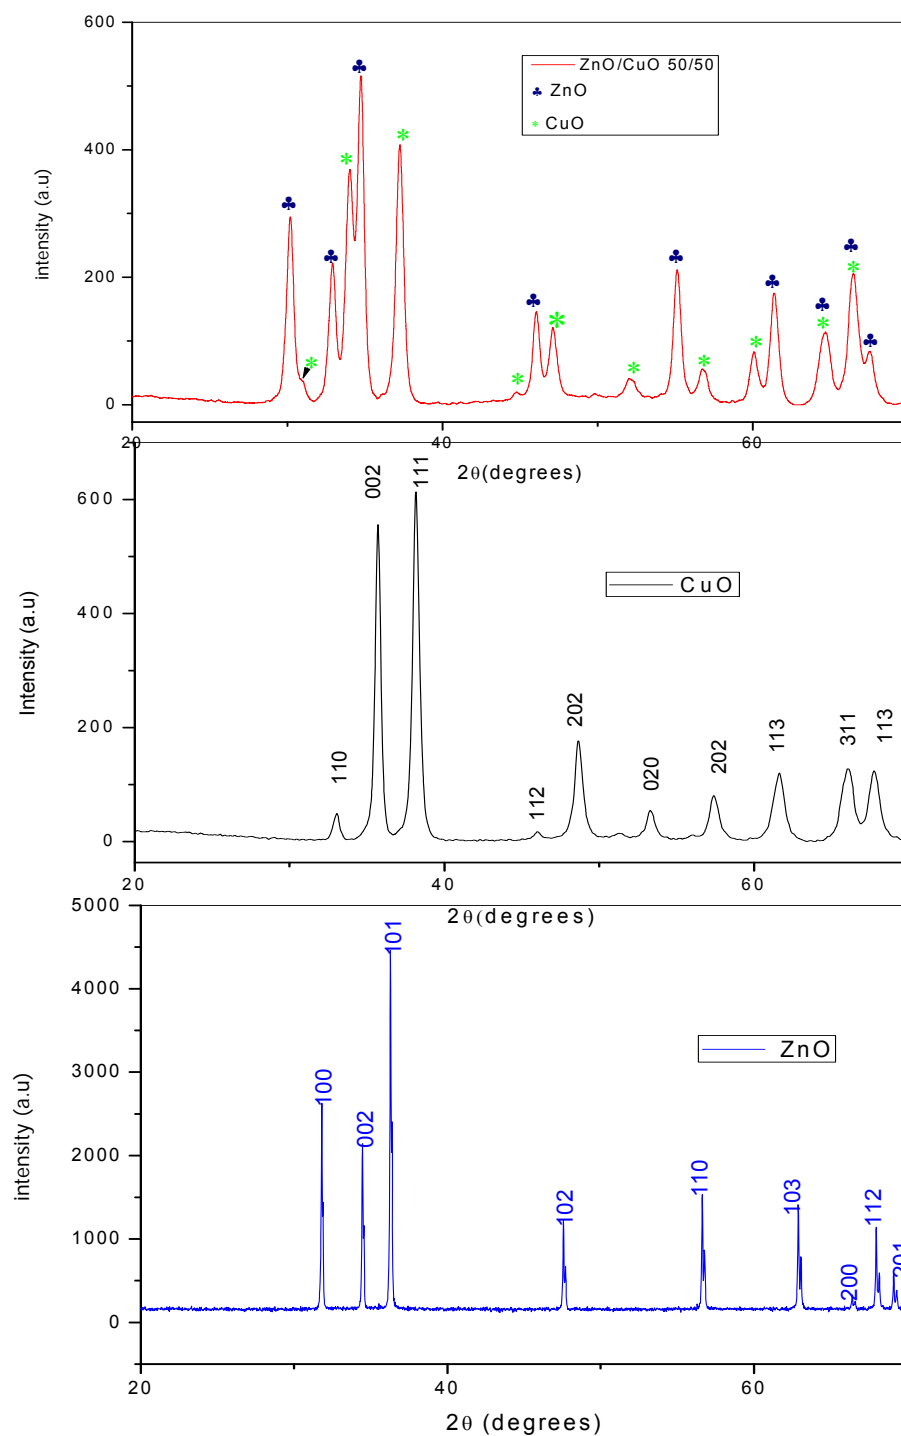 600
ZnO/CuO 50/50
♣ ZnO
* CuO
400
200
0
intensity (a.u)
20 40 60
2θ(degrees)
002 111
600
CuO
400
200
0
Intensity (a.u)
110 112 202 020 202 113 311 113
20 40 60
2θ(degrees)
5000
101
4000
ZnO
3000
100
002
2000
110
103
102
112
1000
200
201
0
intensity (a.u)
20 40 60
2θ (degrees)